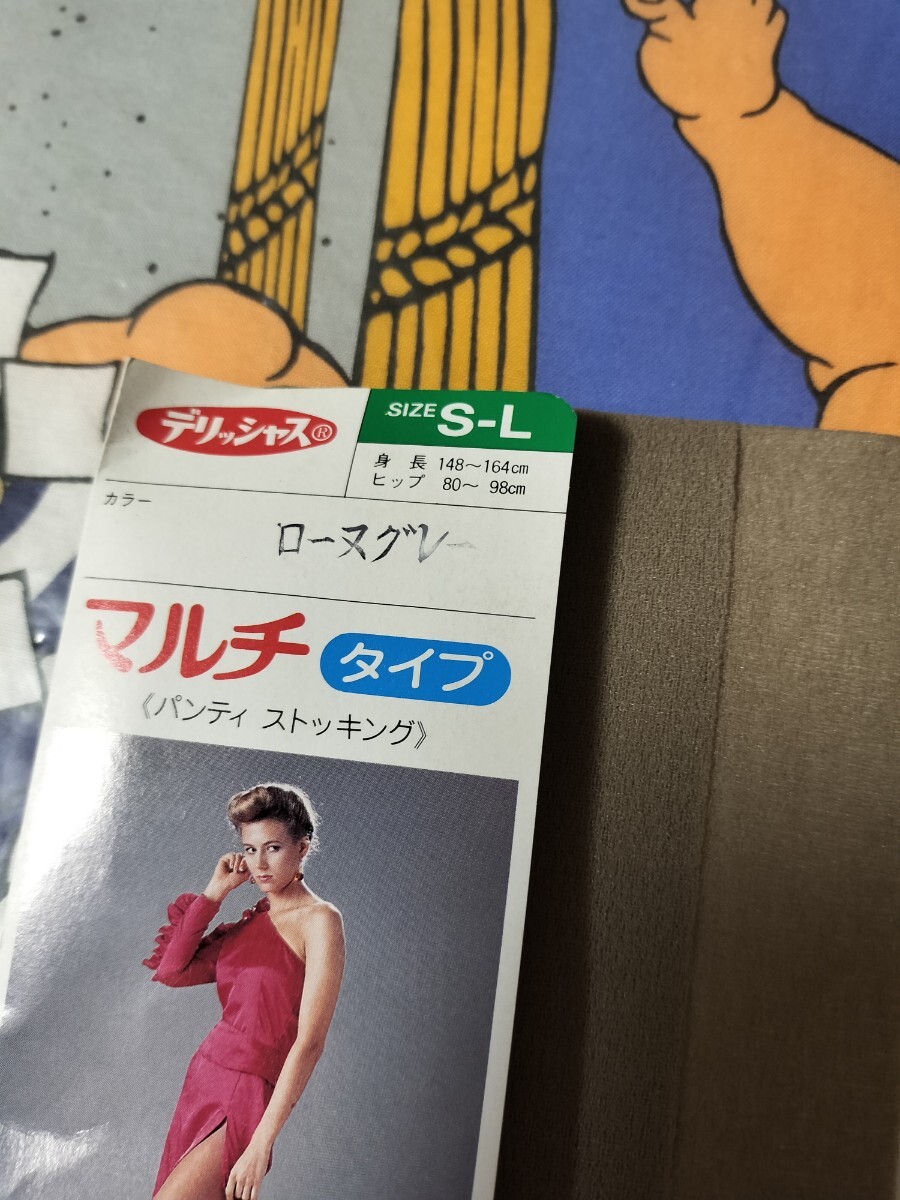 デリッシャス®
SIZE S-L
身長 148〜164cm
ヒップ 80〜 98cm
カラー
ローヌグレー
マルチ タイプ
《パンティ ストッキング》